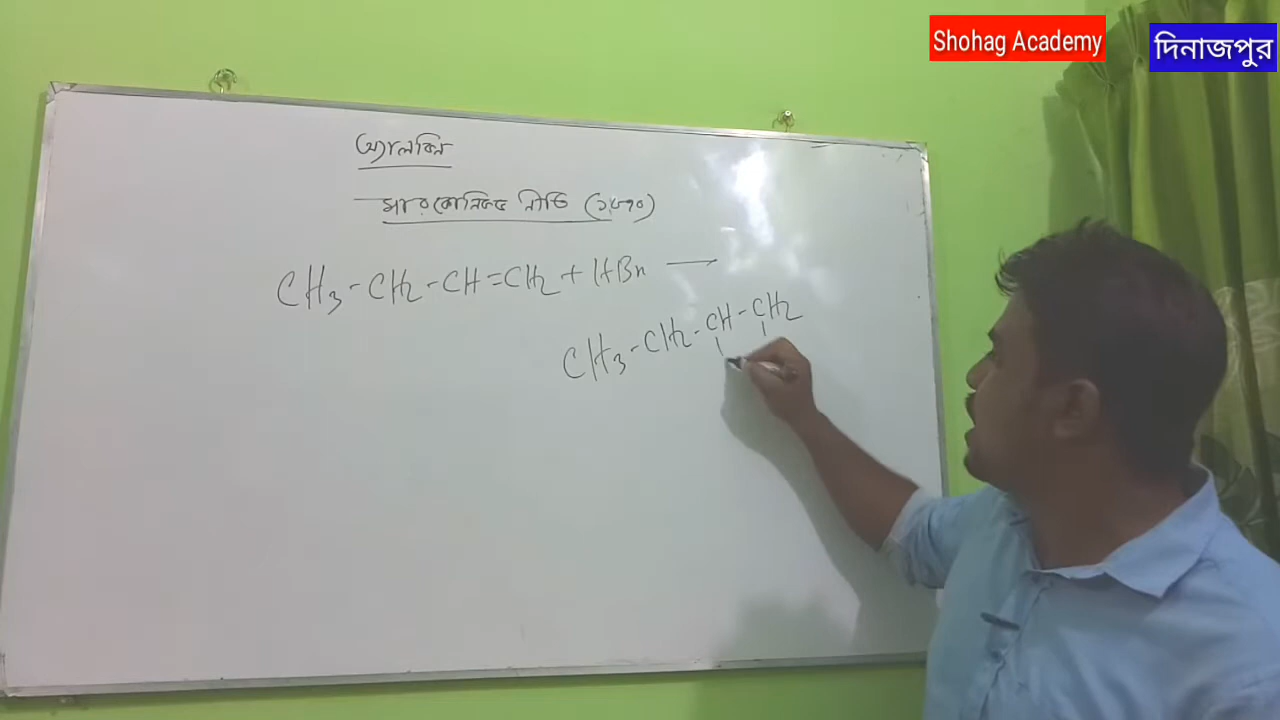 Shohag Academy
দিনাজপুর
অ্যালকিন
মারকোনিকভ নীতি (১৮৭০)
CH3-CH2-CH=CH2 + HBr ⟶
CH3-CH2-CH-CH2